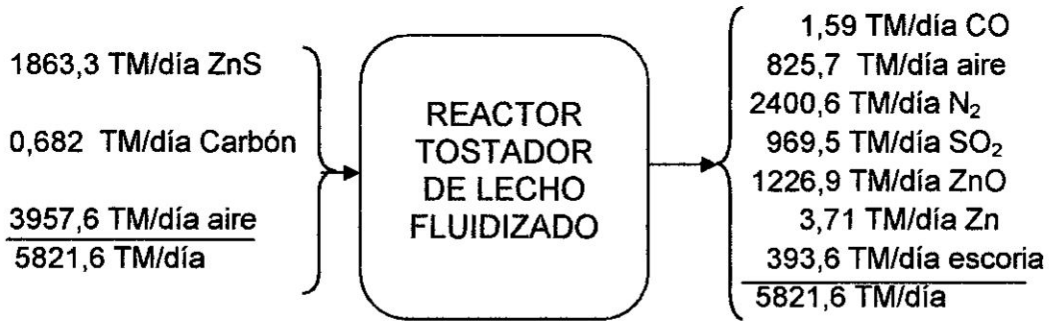 1863,3 TM/día ZnS
0,682 TM/día Carbón
3957,6 TM/día aire
5821,6 TM/día
REACTOR
TOSTADOR
DE LECHO
FLUIDIZADO
1,59 TM/día CO
825,7 TM/día aire
2400,6 TM/día N₂
969,5 TM/día SO₂
1226,9 TM/día ZnO
3,71 TM/día Zn
393,6 TM/día escoria
5821,6 TM/día